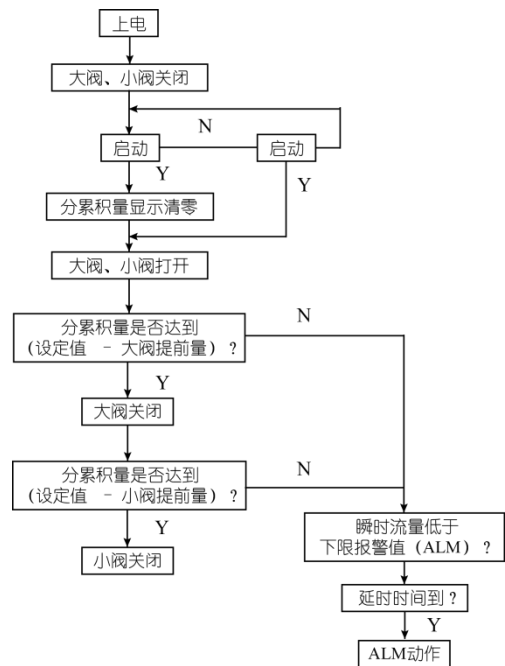 上电
大阀、小阀关闭
N
启动
启动
Y
Y
分累积量显示清零
大阀、小阀打开
分累积量是否达到
(设定值 - 大阀提前量) ?
N
Y
大阀关闭
分累积量是否达到
(设定值 - 小阀提前量) ?
N
Y
小阀关闭
瞬时流量低于
下限报警值 (ALM) ?
延时时间到 ?
Y
ALM动作